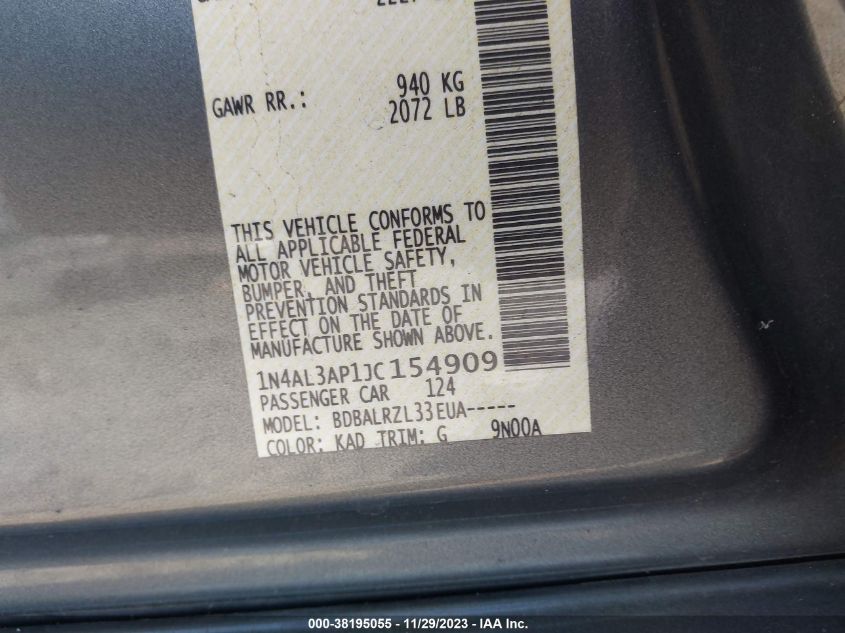 GAWR RR.: 940 KG
2072 LB
THIS VEHICLE CONFORMS TO
ALL APPLICABLE FEDERAL
MOTOR VEHICLE SAFETY,
BUMPER, AND THEFT
PREVENTION STANDARDS IN
EFFECT ON THE DATE OF
MANUFACTURE SHOWN ABOVE.
1N4AL3AP1JC154909
PASSENGER CAR 124
MODEL: BDBALRZL33EUA-----
COLOR: KAD TRIM: G 9N00A
000-38195055 - 11/29/2023 - IAA Inc.